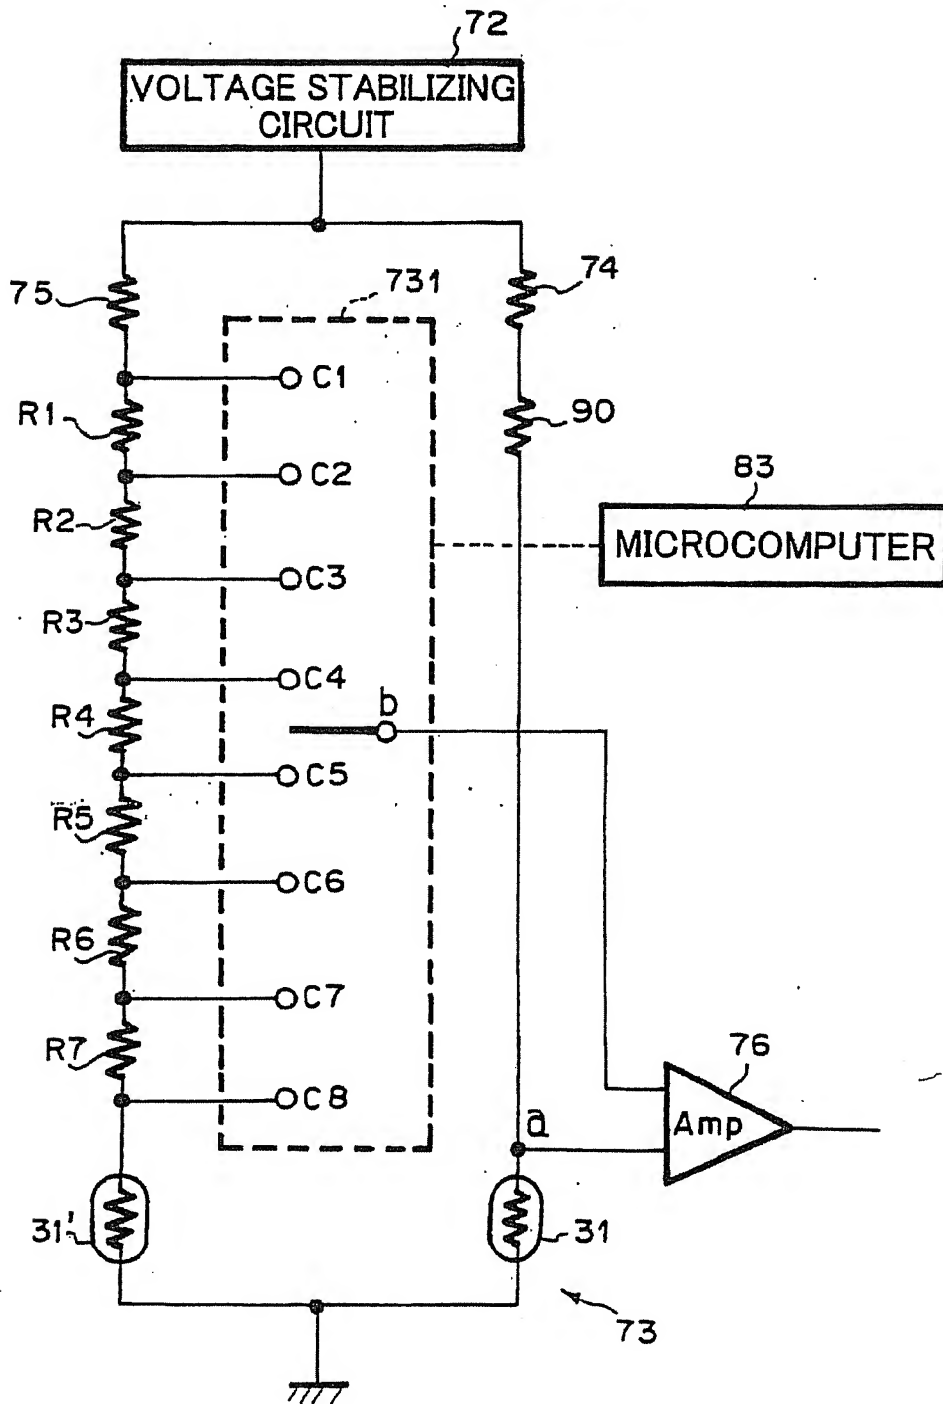 72
VOLTAGE STABILIZING
CIRCUIT
75
731
74
C1
R1
90
C2
R2
83
MICROCOMPUTER
C3
R3
C4
R4
b
C5
R5
C6
R6
C7
R7
76
C8
a
Amp
31'
31
73